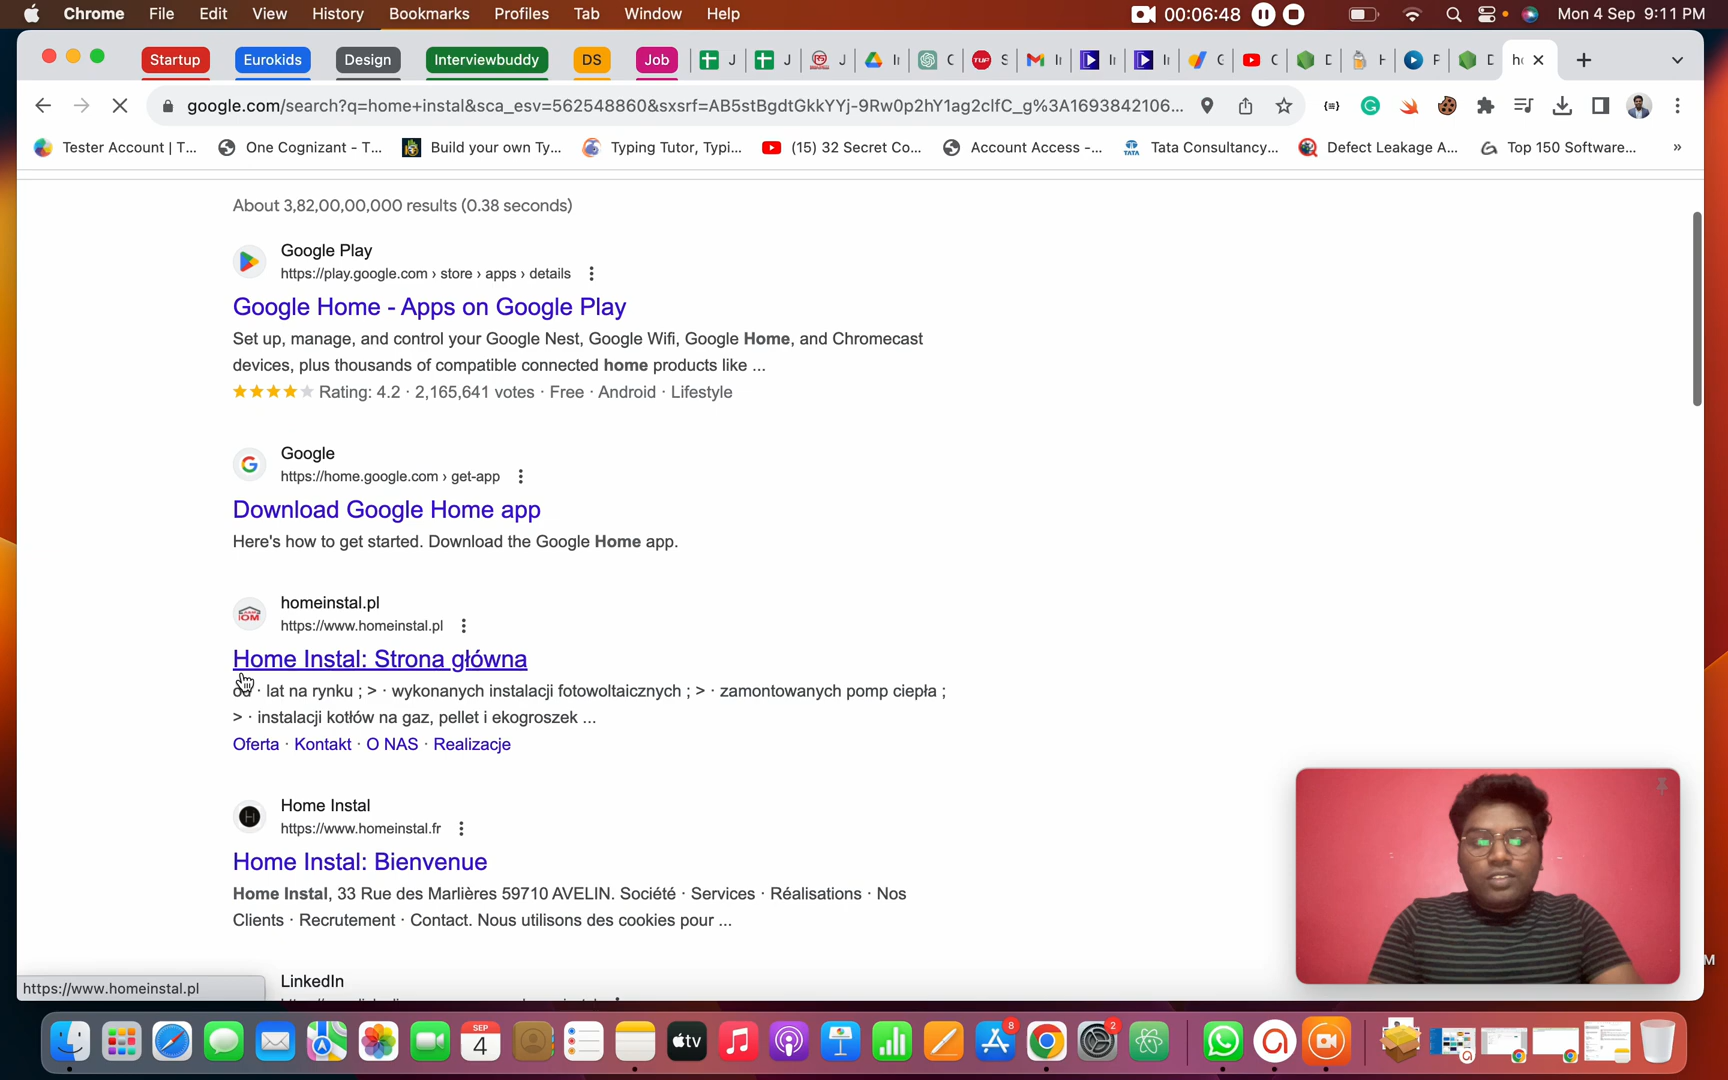 Chrome File Edit View History Bookmarks Profiles Tab Window Help 00:06:48 Mon 4 Sep 9:11 PM
Startup Eurokids Design Interviewbuddy DS Job
google.com/search?q=home+instal&sca_esv=562548860&sxsrf=AB5stBgdtGkkYYj-9Rw0p2hY1ag2clfC_g%3A1693842106...
Tester Account | T... One Cognizant - T... Build your own Ty... Typing Tutor, Typi... (15) 32 Secret Co... Account Access -... TATA Tata Consultancy... Defect Leakage A... Top 150 Software... »
About 3,82,00,00,000 results (0.38 seconds)
Google Play
https://play.google.com › store › apps › details
Google Home - Apps on Google Play
Set up, manage, and control your Google Nest, Google Wifi, Google Home, and Chromecast
devices, plus thousands of compatible connected home products like ...
Rating: 4.2 · 2,165,641 votes · Free · Android · Lifestyle
Google
https://home.google.com › get-app
Download Google Home app
Here's how to get started. Download the Google Home app.
homeinstal.pl
https://www.homeinstal.pl
Home Instal: Strona główna
od · lat na rynku ; > · wykonanych instalacji fotowoltaicznych ; > · zamontowanych pomp ciepła ;
> · instalacji kotłów na gaz, pellet i ekogroszek ...
Oferta · Kontakt · O NAS · Realizacje
Home Instal
https://www.homeinstal.fr
Home Instal: Bienvenue
Home Instal, 33 Rue des Marlières 59710 AVELIN. Société · Services · Réalisations · Nos
Clients · Recrutement · Contact. Nous utilisons des cookies pour ...
LinkedIn
https://www.homeinstal.pl
SEP
4
tv
8
2